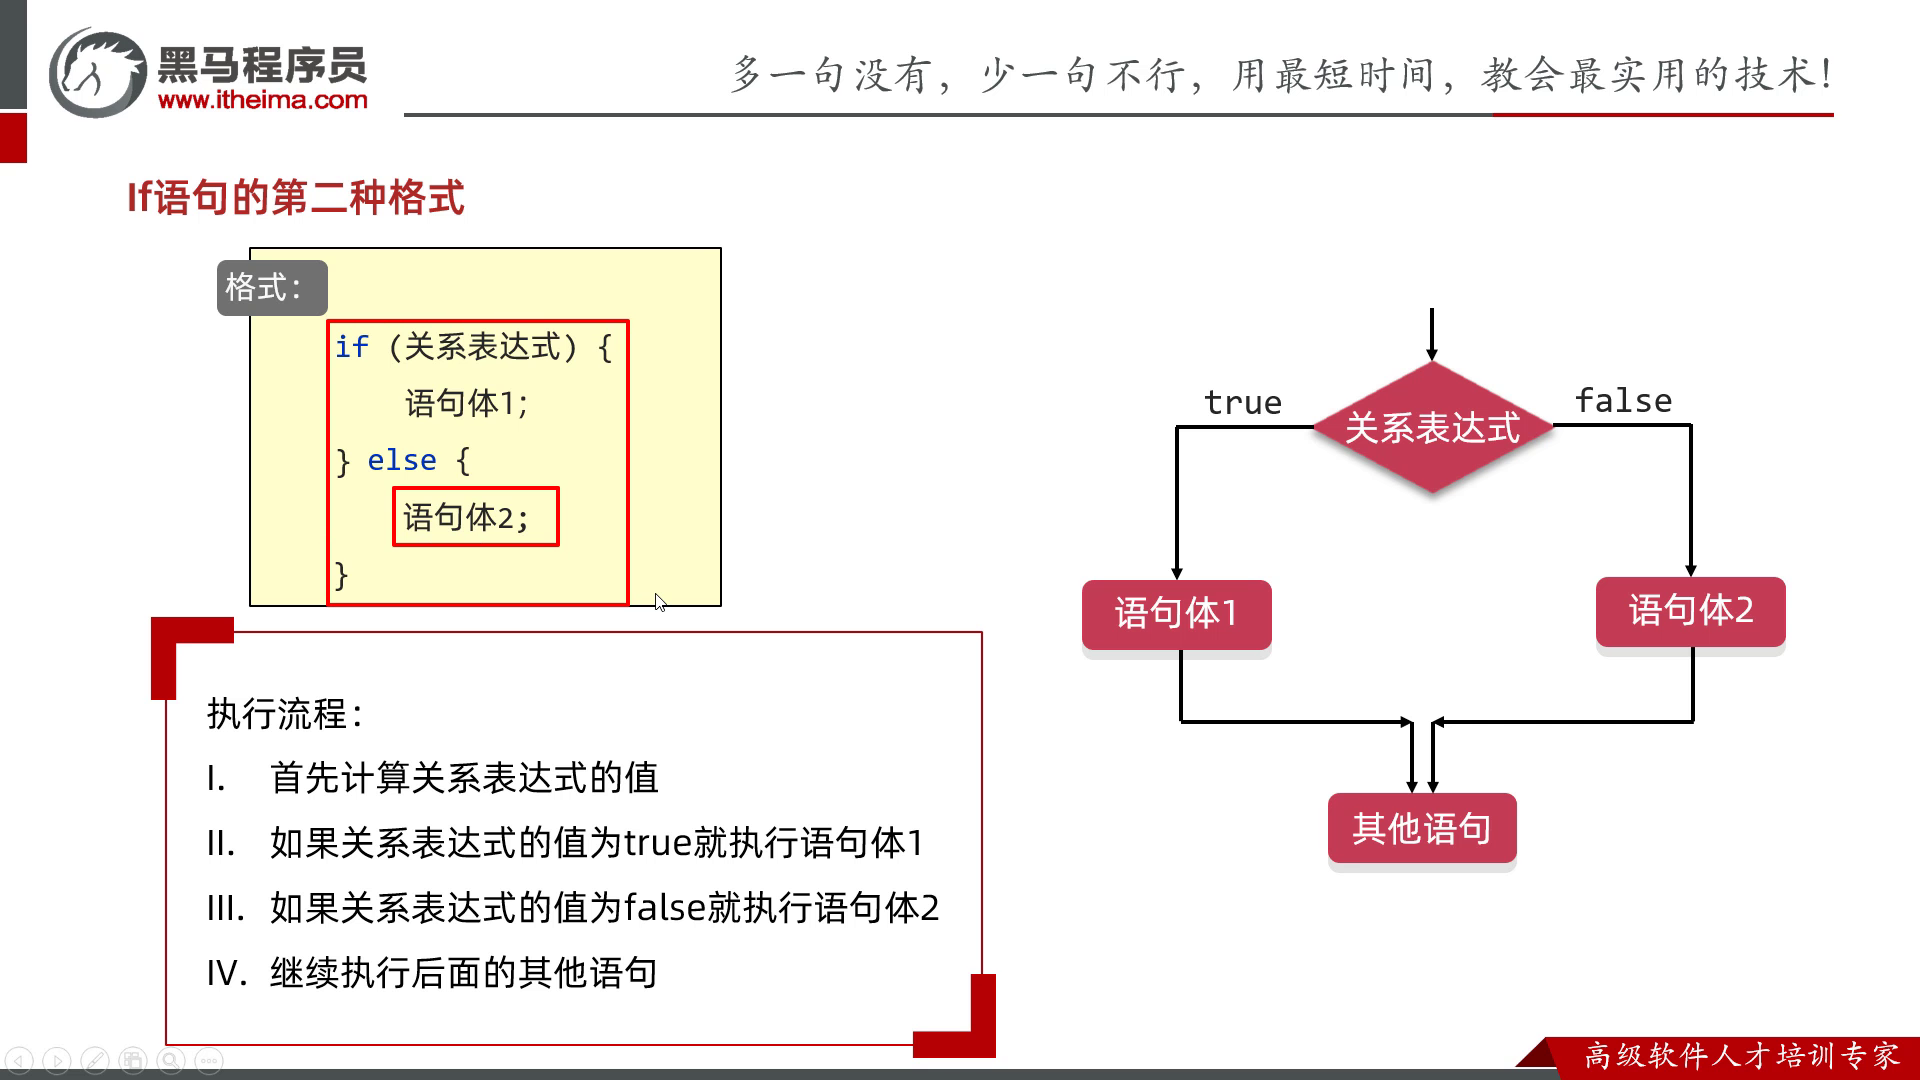 黑马程序员
www.itheima.com
多一句没有，少一句不行，用最短时间，教会最实用的技术！
If语句的第二种格式
格式：
if (关系表达式) {
语句体1;
} else {
语句体2;
}
执行流程：
I. 首先计算关系表达式的值
II. 如果关系表达式的值为true就执行语句体1
III. 如果关系表达式的值为false就执行语句体2
IV. 继续执行后面的其他语句
true
false
关系表达式
语句体1
语句体2
其他语句
高级软件人才培训专家